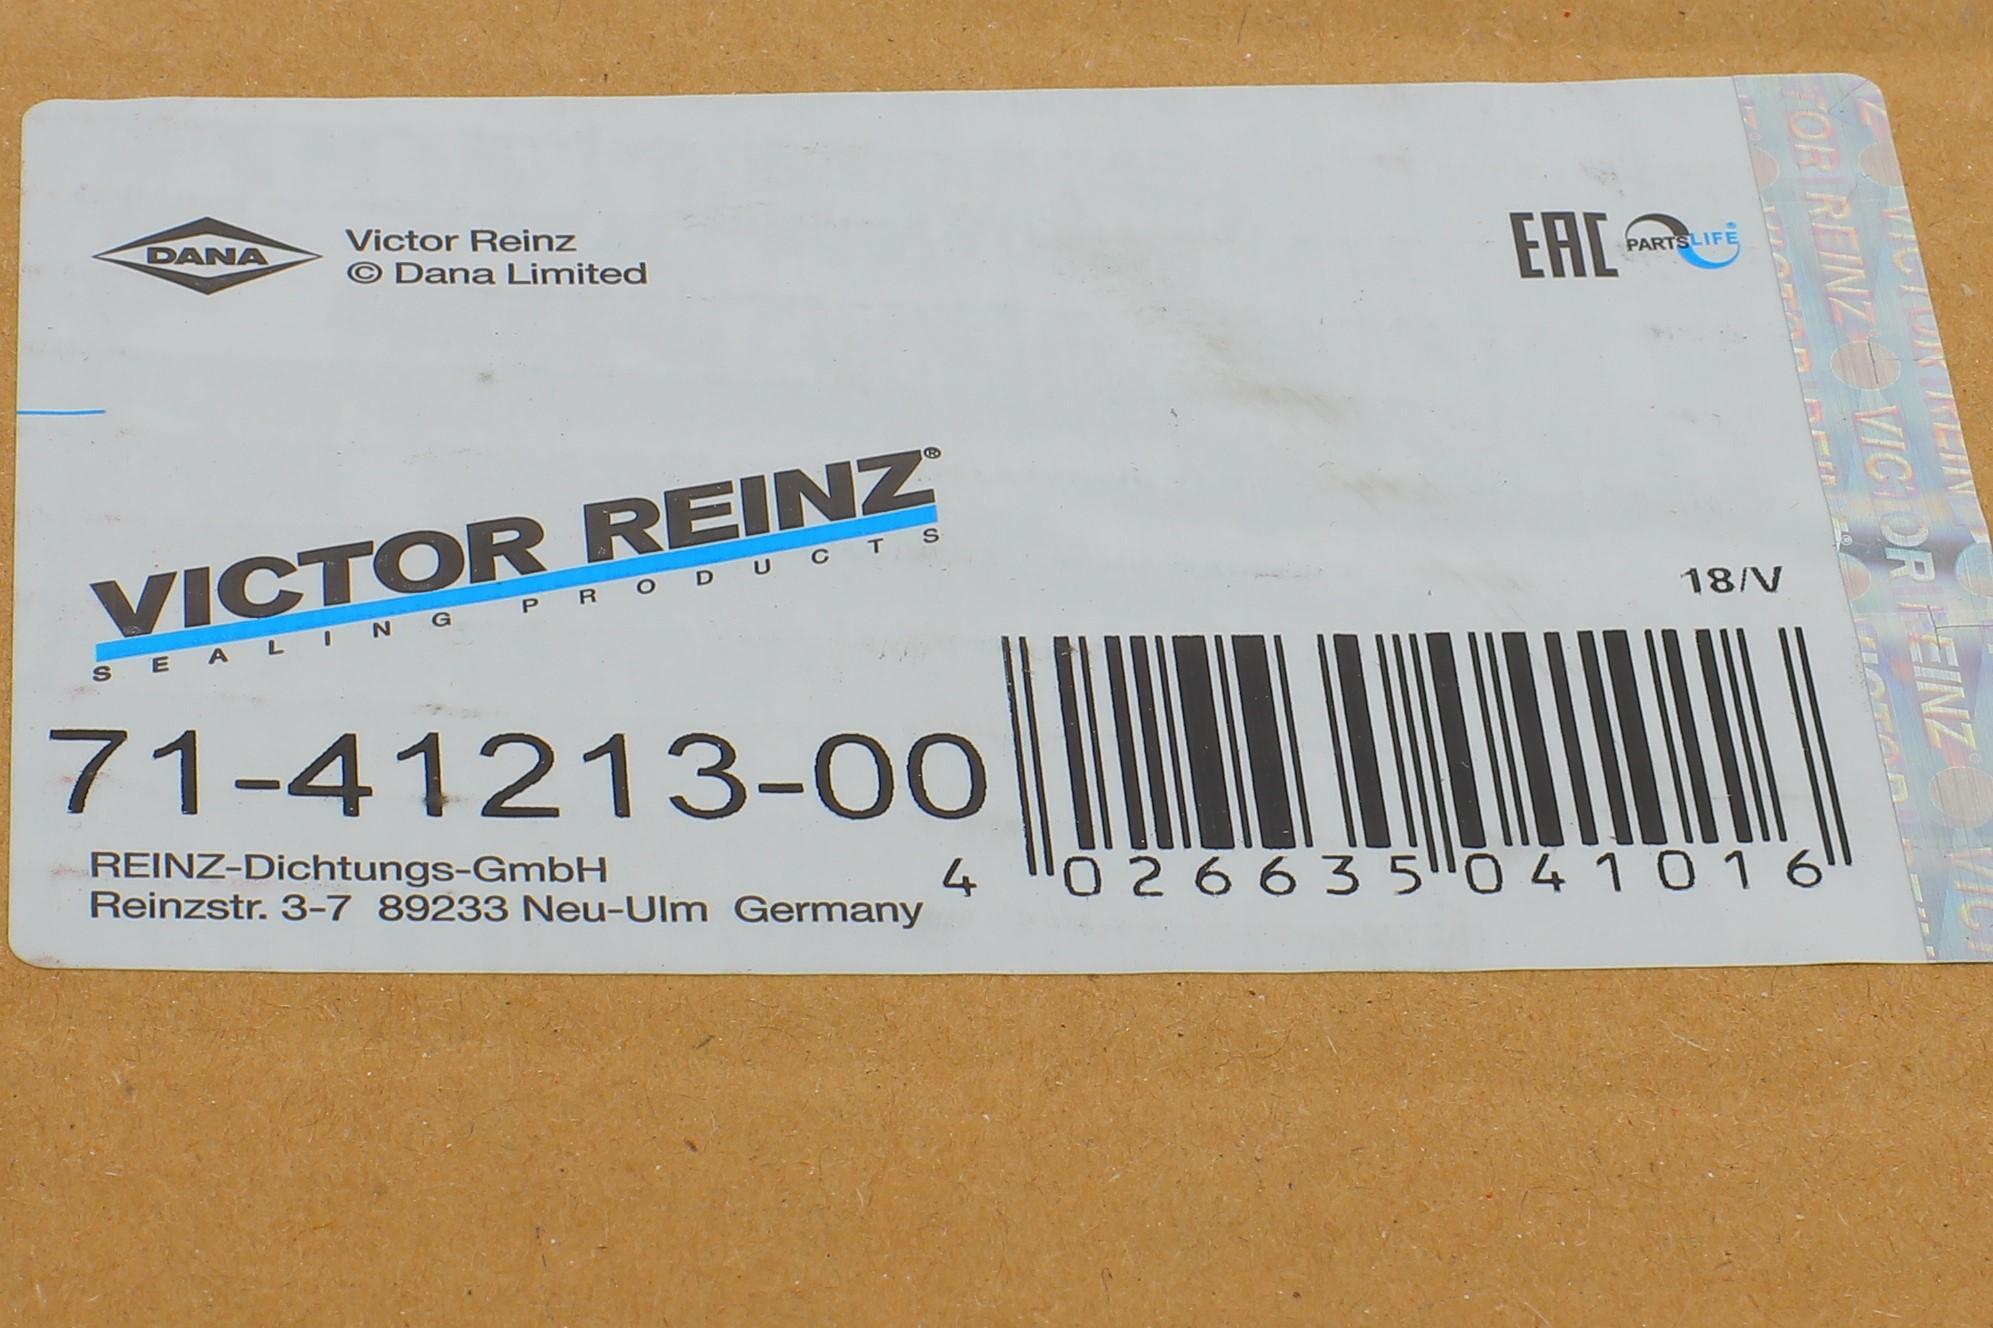 DANA
Victor Reinz
© Dana Limited
EAC
PARTSLIFE®
VICTOR REINZ®
SEALING PRODUCTS
18/V
71-41213-00
4 026635 041016
REINZ-Dichtungs-GmbH
Reinzstr. 3-7 89233 Neu-Ulm Germany
VICTOR REINZ